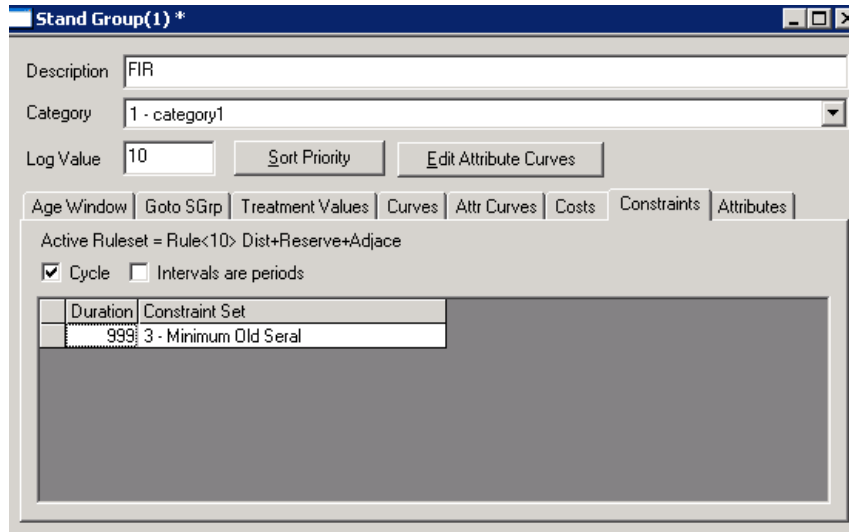 Stand Group(1) *
Description FIR
Category 1 - category1
Log Value 10 Sort Priority Edit Attribute Curves
Age Window Goto SGrp Treatment Values Curves Attr Curves Costs Constraints Attributes
Active Ruleset = Rule<10> Dist+Reserve+Adjace
Cycle Intervals are periods
Duration Constraint Set
999 3 - Minimum Old Seral